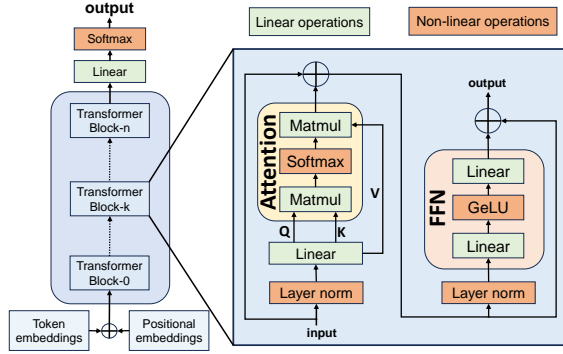 output
Softmax
Linear
Transformer
Block-n
Transformer
Block-k
Transformer
Block-0
Token
embeddings
Positional
embeddings
Linear operations
Non-linear operations
Attention
Matmul
Softmax
Matmul
Q
K
V
Linear
Layer norm
input
output
FFN
Linear
GeLU
Linear
Layer norm